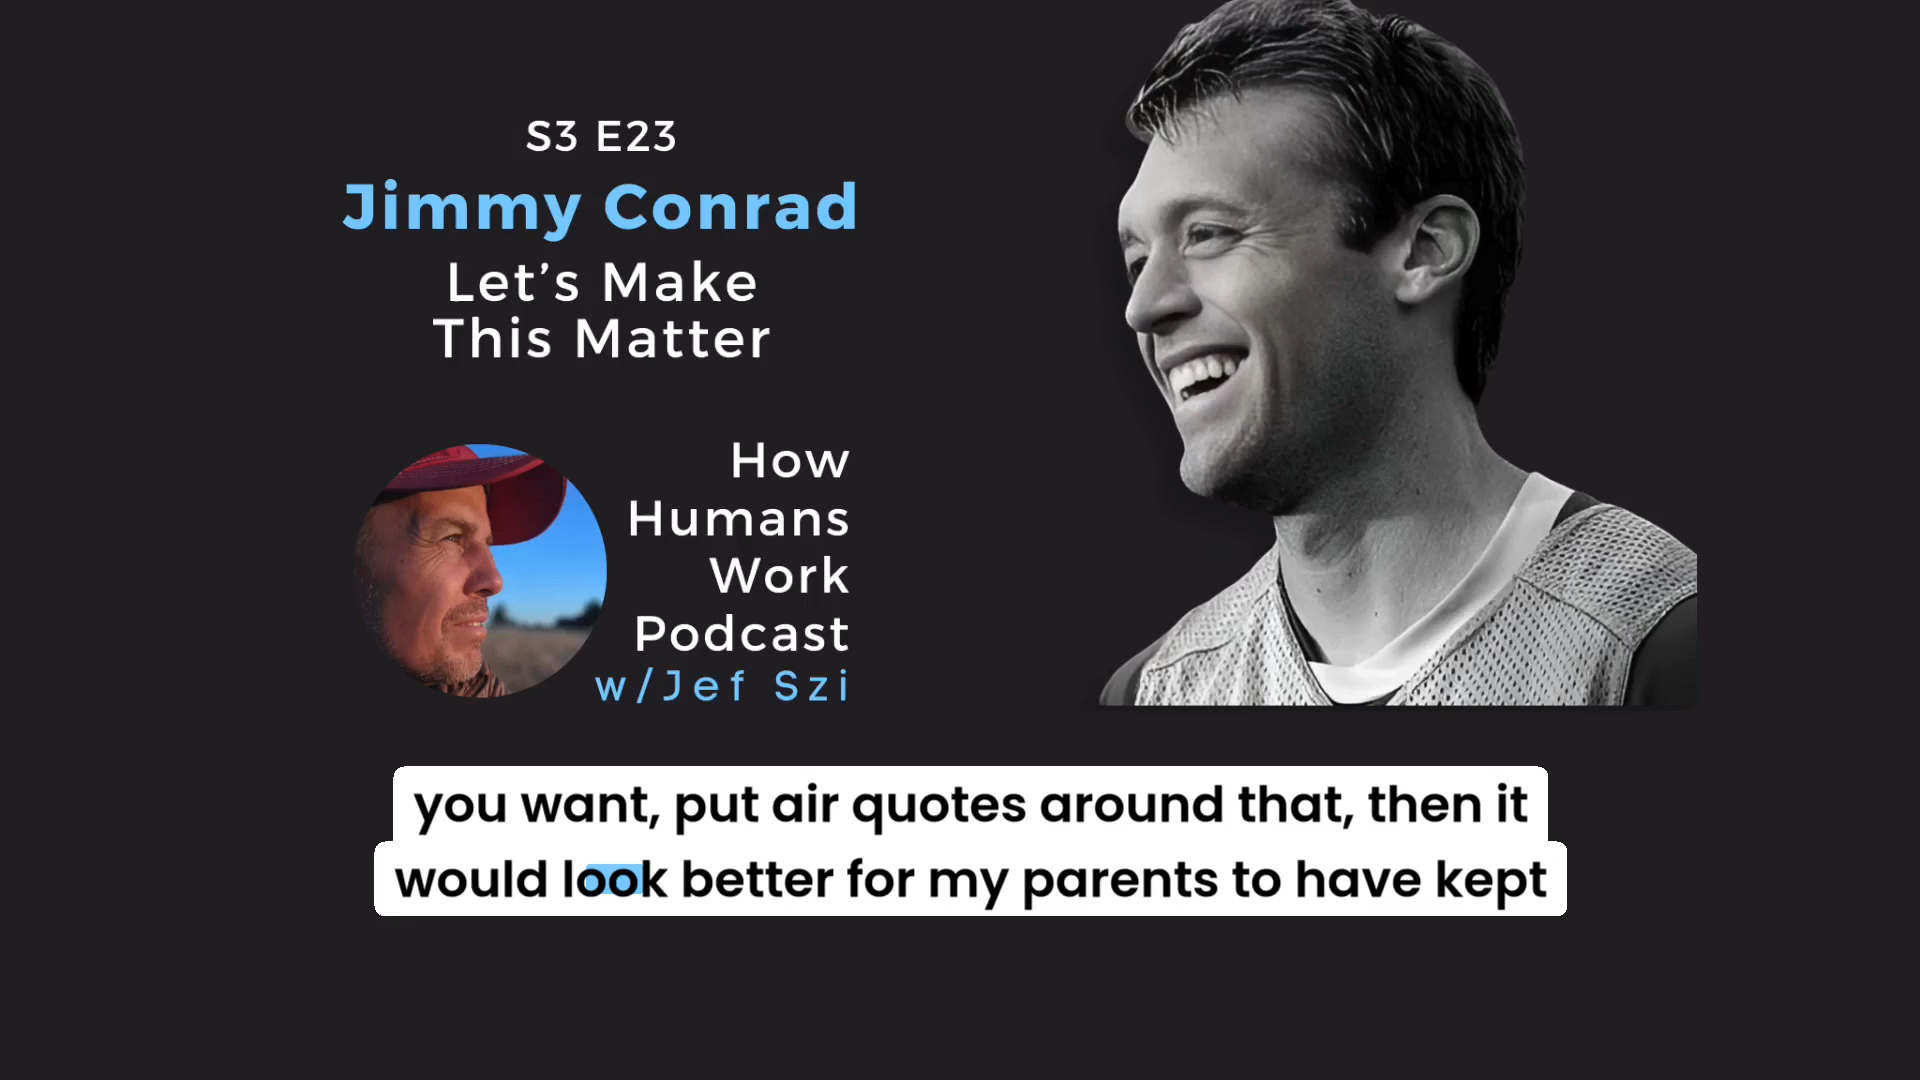 S3 E23
Jimmy Conrad
Let’s Make
This Matter
How
Humans
Work
Podcast
w/Jef Szi
you want, put air quotes around that, then it
would look better for my parents to have kept